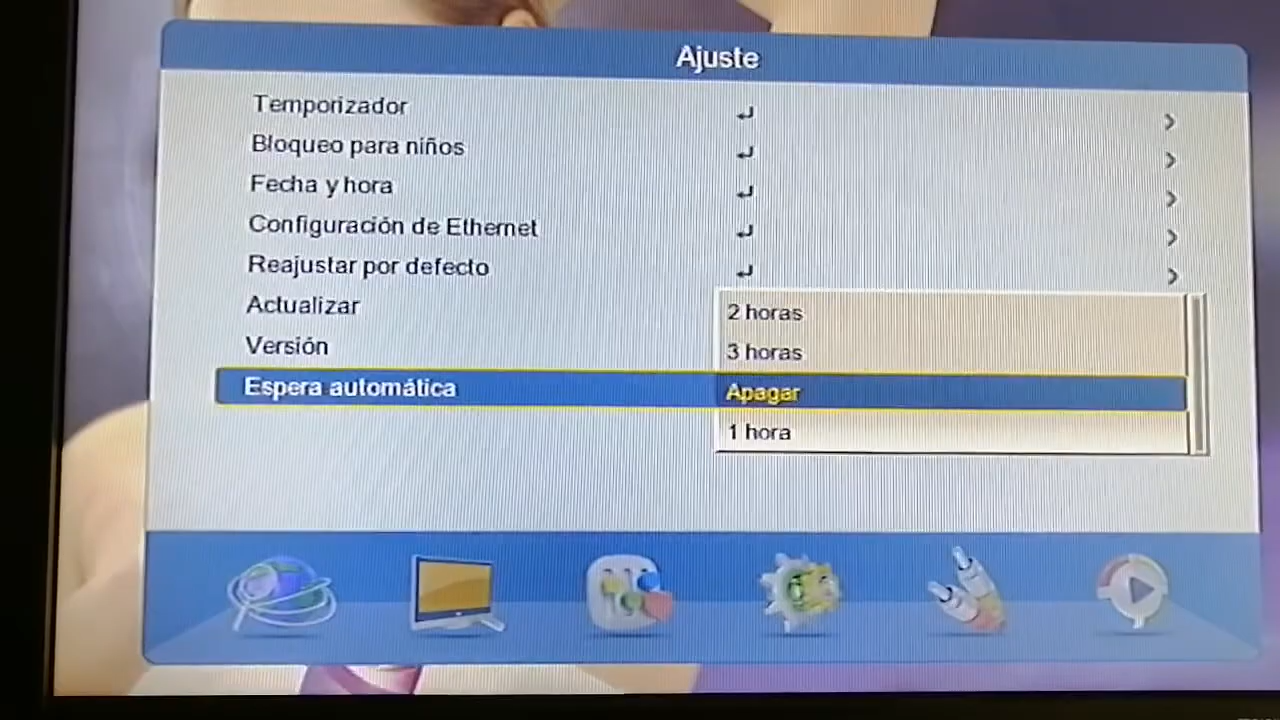 Ajuste
Temporizador
Bloqueo para niños
Fecha y hora
Configuración de Ethernet
Reajustar por defecto
Actualizar
2 horas
Versión
3 horas
Espera automática
Apagar
1 hora